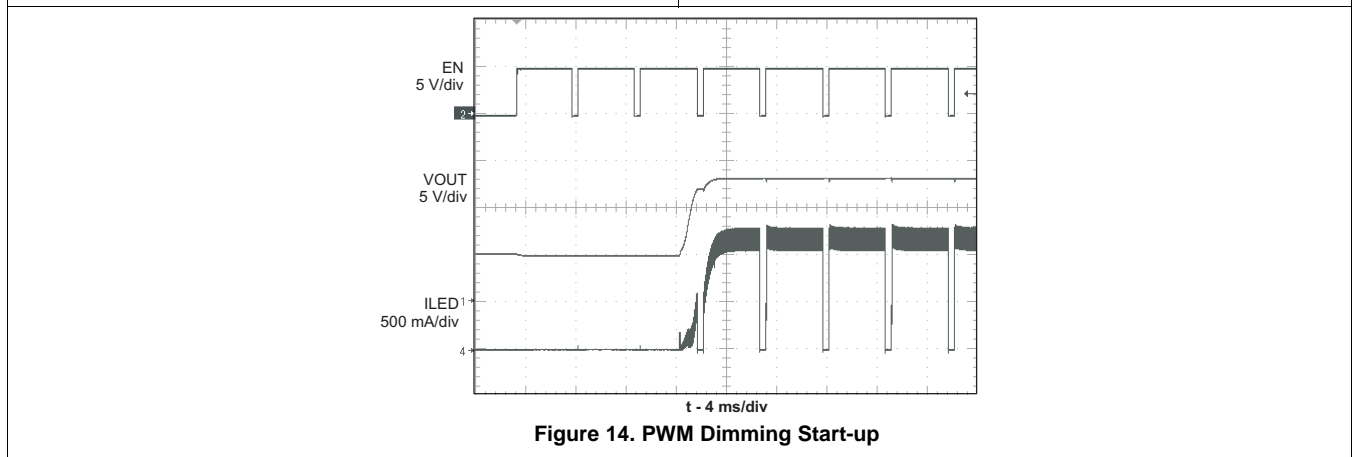 EN
5 V/div
2
VOUT
5 V/div
ILED 1
500 mA/div
4
t - 4 ms/div
Figure 14. PWM Dimming Start-up